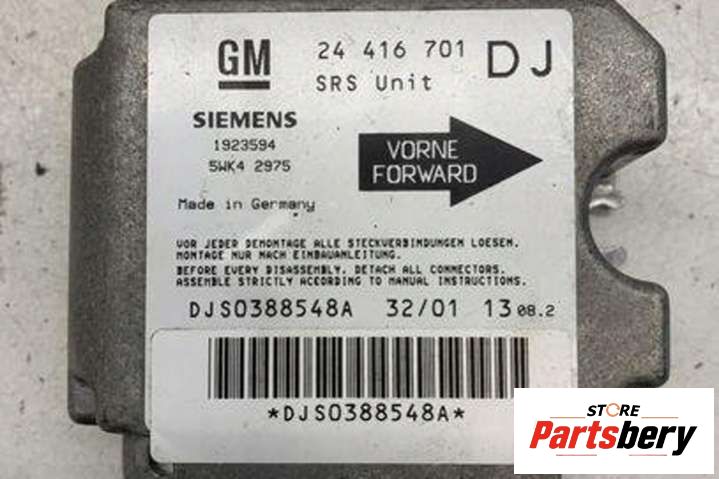 GM 24 416 701 DJ
SRS Unit
SIEMENS
1923594
5WK4 2975
VORNE
FORWARD
Made in Germany
VOR JEDER DEMONTAGE ALLE STECKVERBINDUNGEN LOESEN.
MONTAGE NUR NACH EINBAUANLEITUNG.
BEFORE EVERY DISASSEMBLY, DETACH ALL CONNECTORS.
ASSEMBLE STRICTLY ACCORDING TO MANUAL INSTRUCTIONS.
DJS0388548A 32/01 13 08.2
*DJS0388548A*
STORE
Partsbery